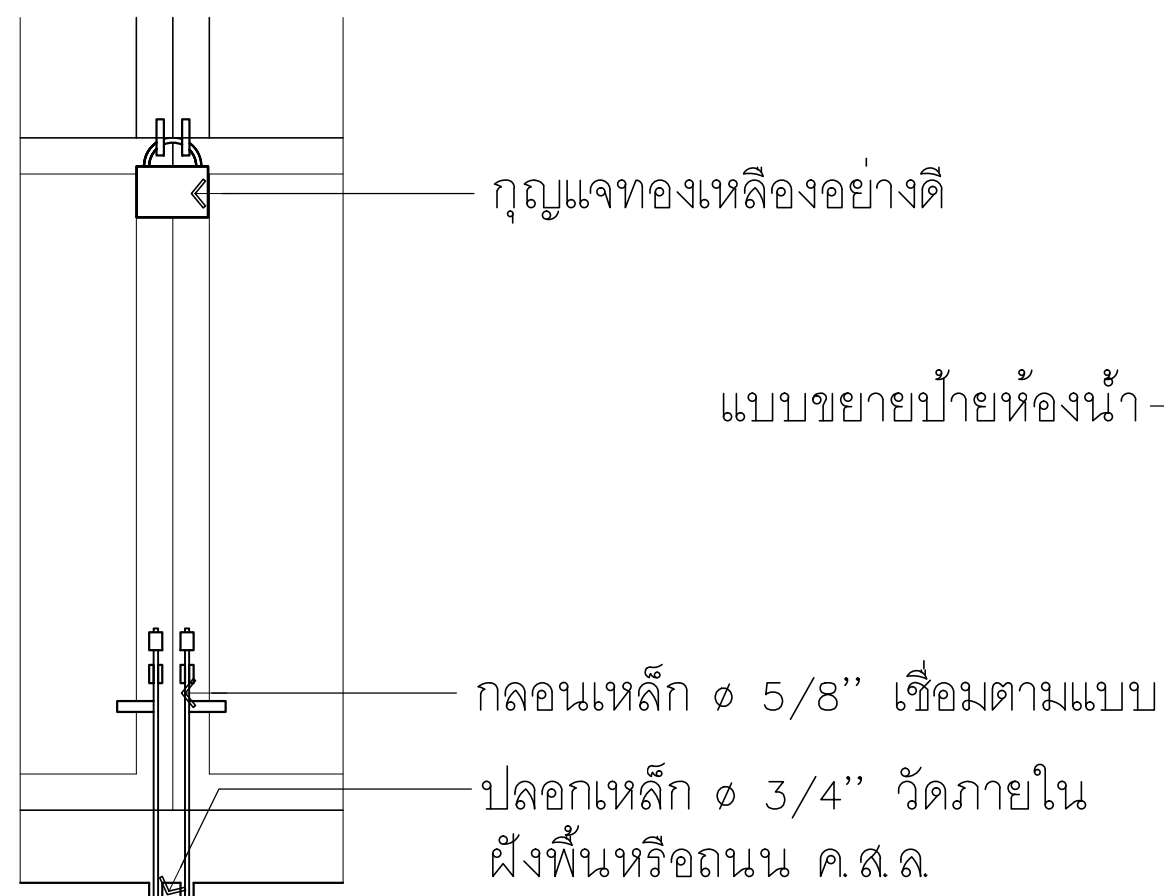 กุญแจทองเหลืองอย่างดี
แบบขยายป้ายห้องน้ำ
กลอนเหล็ก ø 5/8" เชื่อมตามแบบ
ปลอกเหล็ก ø 3/4" วัดภายใน
ฝังพื้นหรือถนน ค.ส.ล.